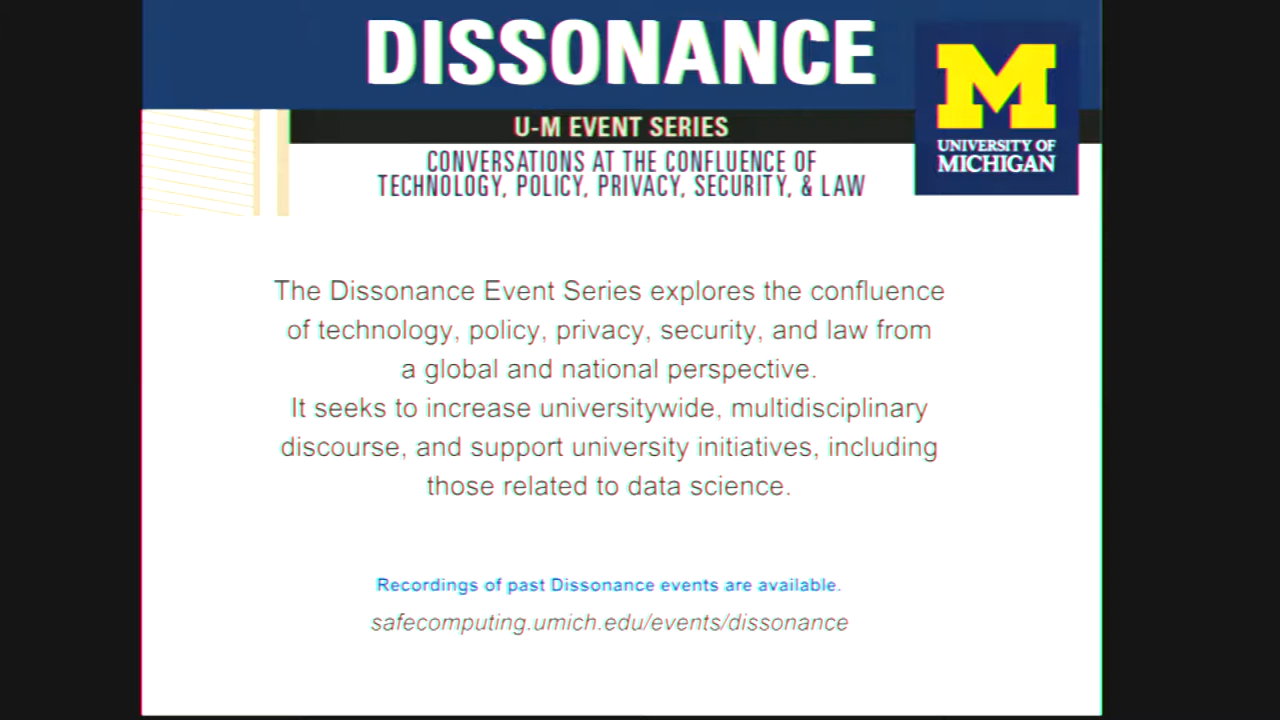 DISSONANCE
U-M EVENT SERIES
CONVERSATIONS AT THE CONFLUENCE OF
TECHNOLOGY, POLICY, PRIVACY, SECURITY, & LAW
M
UNIVERSITY OF
MICHIGAN
The Dissonance Event Series explores the confluence
of technology, policy, privacy, security, and law from
a global and national perspective.
It seeks to increase universitywide, multidisciplinary
discourse, and support university initiatives, including
those related to data science.
Recordings of past Dissonance events are available.
safecomputing.umich.edu/events/dissonance